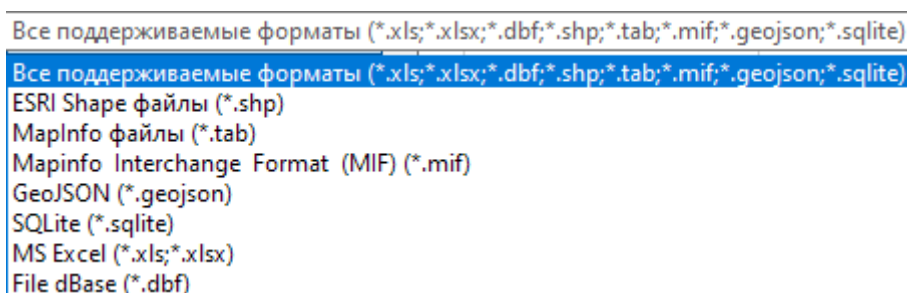 Все поддерживаемые форматы (*.xls;*.xlsx;*.dbf;*.shp;*.tab;*.mif;*.geojson;*.sqlite)
Все поддерживаемые форматы (*.xls;*.xlsx;*.dbf;*.shp;*.tab;*.mif;*.geojson;*.sqlite)
ESRI Shape файлы (*.shp)
MapInfo файлы (*.tab)
Mapinfo Interchange Format (MIF) (*.mif)
GeoJSON (*.geojson)
SQLite (*.sqlite)
MS Excel (*.xls;*.xlsx)
File dBase (*.dbf)